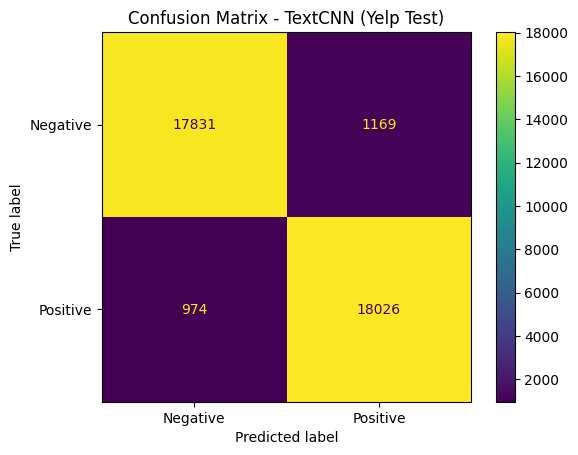 Confusion Matrix - TextCNN (Yelp Test)
True label
Negative
17831
1169
Positive
974
18026
Negative
Positive
Predicted label
18000
16000
14000
12000
10000
8000
6000
4000
2000